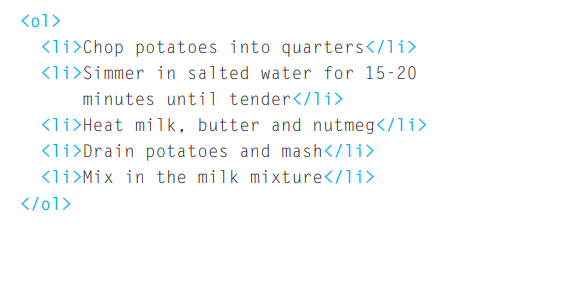 <ol>
<li>Chop potatoes into quarters</li>
<li>Simmer in salted water for 15-20
minutes until tender</li>
<li>Heat milk, butter and nutmeg</li>
<li>Drain potatoes and mash</li>
<li>Mix in the milk mixture</li>
</ol>